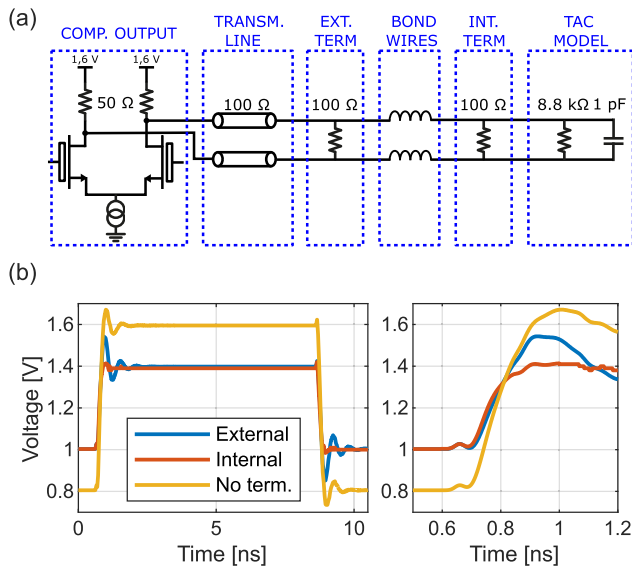 (a)
COMP. OUTPUT
TRANSM.
LINE
EXT.
TERM
BOND
WIRES
INT.
TERM
TAC
MODEL
1,6 V
1,6 V
50 Ω
100 Ω
100 Ω
100 Ω
8.8 kΩ 1 pF
(b)
Voltage [V]
1.6
1.4
1.2
1.0
0.8
External
Internal
No term.
0
5
10
Time [ns]
1.6
1.4
1.2
1.0
0.8
0.6
0.8
1
1.2
Time [ns]